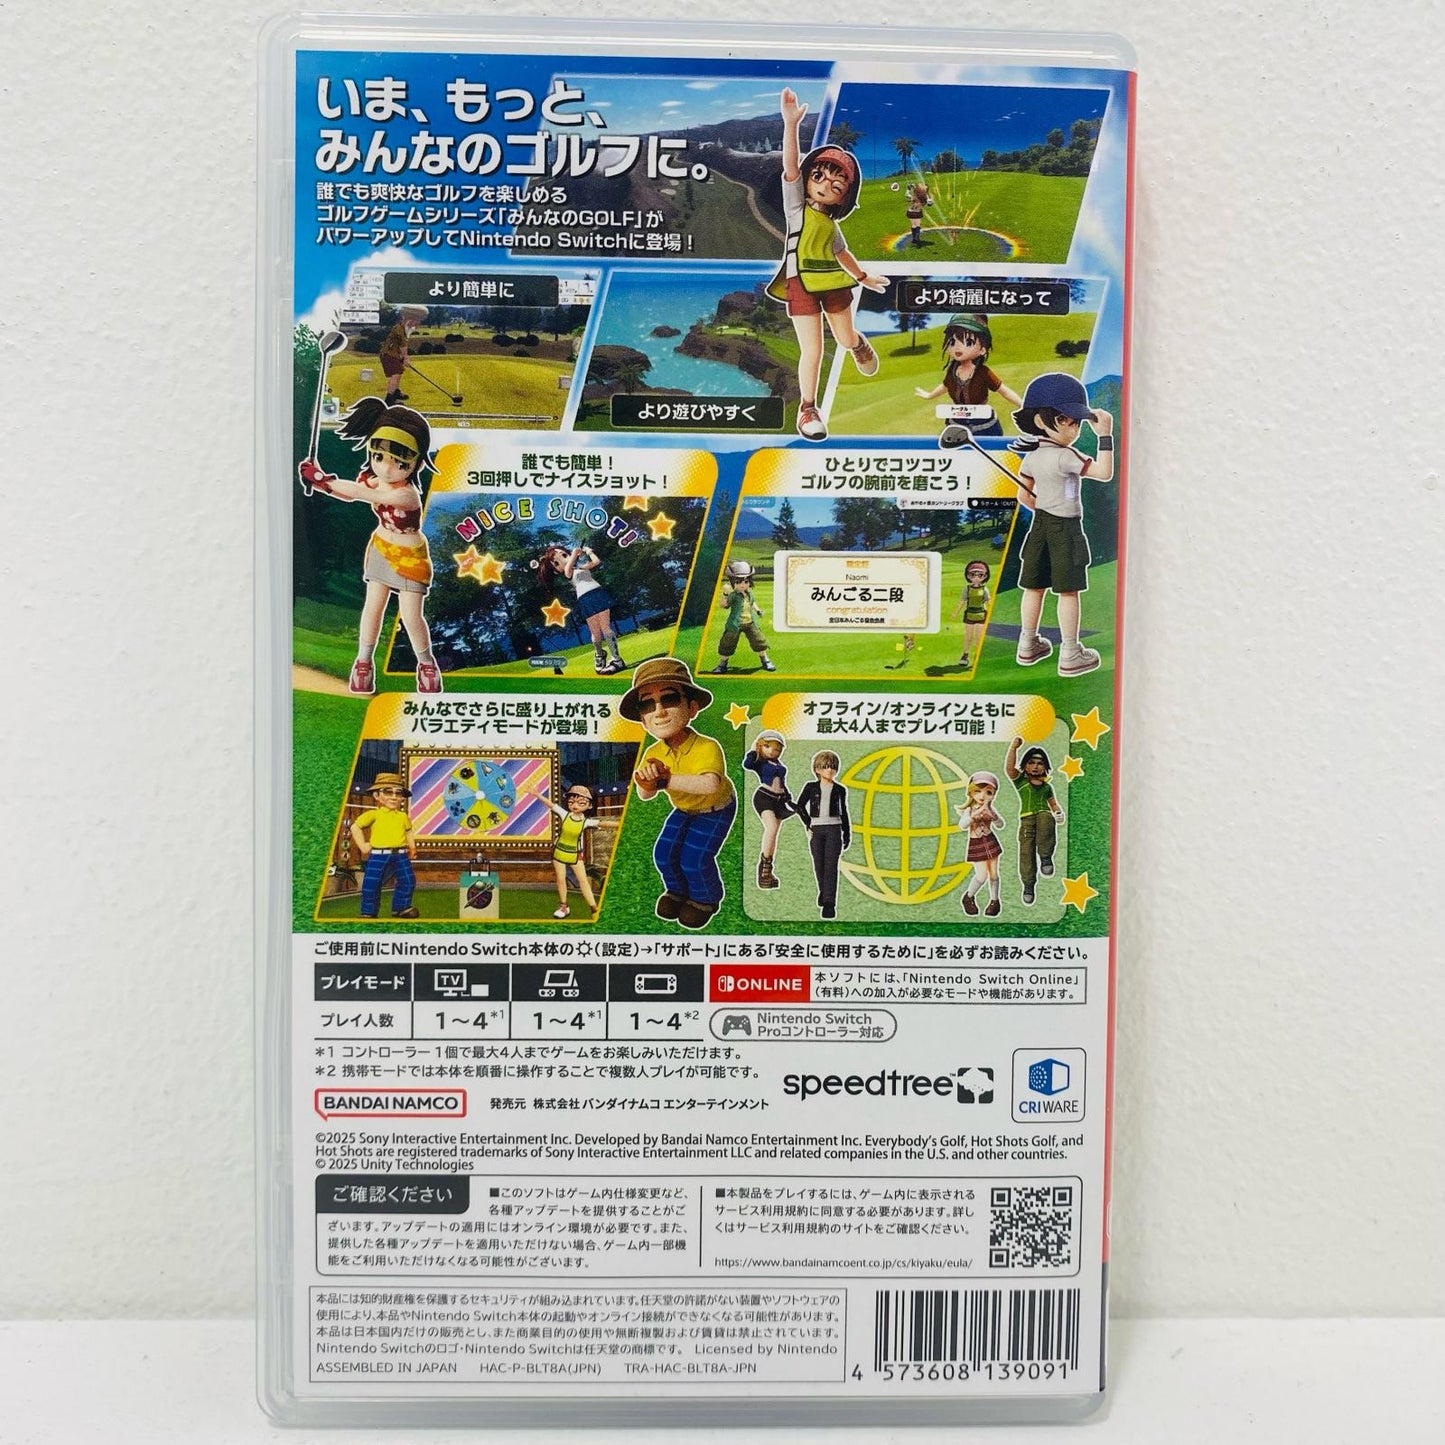 いま、もっと、
みんなのゴルフに。
誰でも爽快なゴルフを楽しめる
ゴルフゲームシリーズ「みんなのGOLF」が
パワーアップしてNintendo Switchに登場！
より簡単に
より綺麗になって
より遊びやすく
誰でも簡単！
3回押しでナイスショット！
NICE SHOT!
ひとりでコツコツ
ゴルフの腕前を磨こう！
Naomi
みんごる二段
congratulation
みんなでさらに盛り上がれる
バラエティモードが登場！
オフライン/オンラインともに
最大4人までプレイ可能！
ご使用前にNintendo Switch本体の（設定）→「サポート」にある「安全に使用するために」を必ずお読みください。
プレイモード TV
ONLINE
本ソフトには、「Nintendo Switch Online」
（有料）への加入が必要なモードや機能があります。
プレイ人数 1～4*1 1～4*1 1～4*2
Nintendo Switch
Proコントローラー対応
*1 コントローラー1個で最大4人までゲームをお楽しみいただけます。
*2 携帯モードでは本体を順番に操作することで複数人プレイが可能です。
speedtree
CRIWARE
BANDAI NAMCO
発売元 株式会社バンダイナムコエンターテインメント
©2025 Sony Interactive Entertainment Inc. Developed by Bandai Namco Entertainment Inc. Everybody's Golf, Hot Shots Golf, and
Hot Shots are registered trademarks of Sony Interactive Entertainment LLC and related companies in the U.S. and other countries.
© 2025 Unity Technologies
ご確認ください
■このソフトはゲーム内仕様変更など、
各種アップデートを提供することがご
ざいます。アップデートの適用にはオンライン環境が必要です。また、
提供した各種アップデートを適用いただけない場合、ゲーム内一部機
能をご利用いただけなくなる可能性がございます。
■本製品をプレイするには、ゲーム内に表示される
サービス利用規約に同意する必要があります。詳し
くはサービス利用規約のサイトをご確認ください。
https://www.bandainamcoent.co.jp/cs/kiyaku/eula/
本品には知的財産権を保護するセキュリティが組み込まれています。任天堂の許諾がない装置やソフトウェアの
使用により、本品やNintendo Switch本体の起動やオンライン接続ができなくなる可能性があります。
本品は日本国内だけの販売とし、また商業目的の使用や無断複製および賃貸は禁止されています。
Nintendo Switchのロゴ・Nintendo Switchは任天堂の商標です。 Licensed by Nintendo
ASSEMBLED IN JAPAN HAC-P-BLT8A(JPN) TRA-HAC-BLT8A-JPN
4 573608 139091